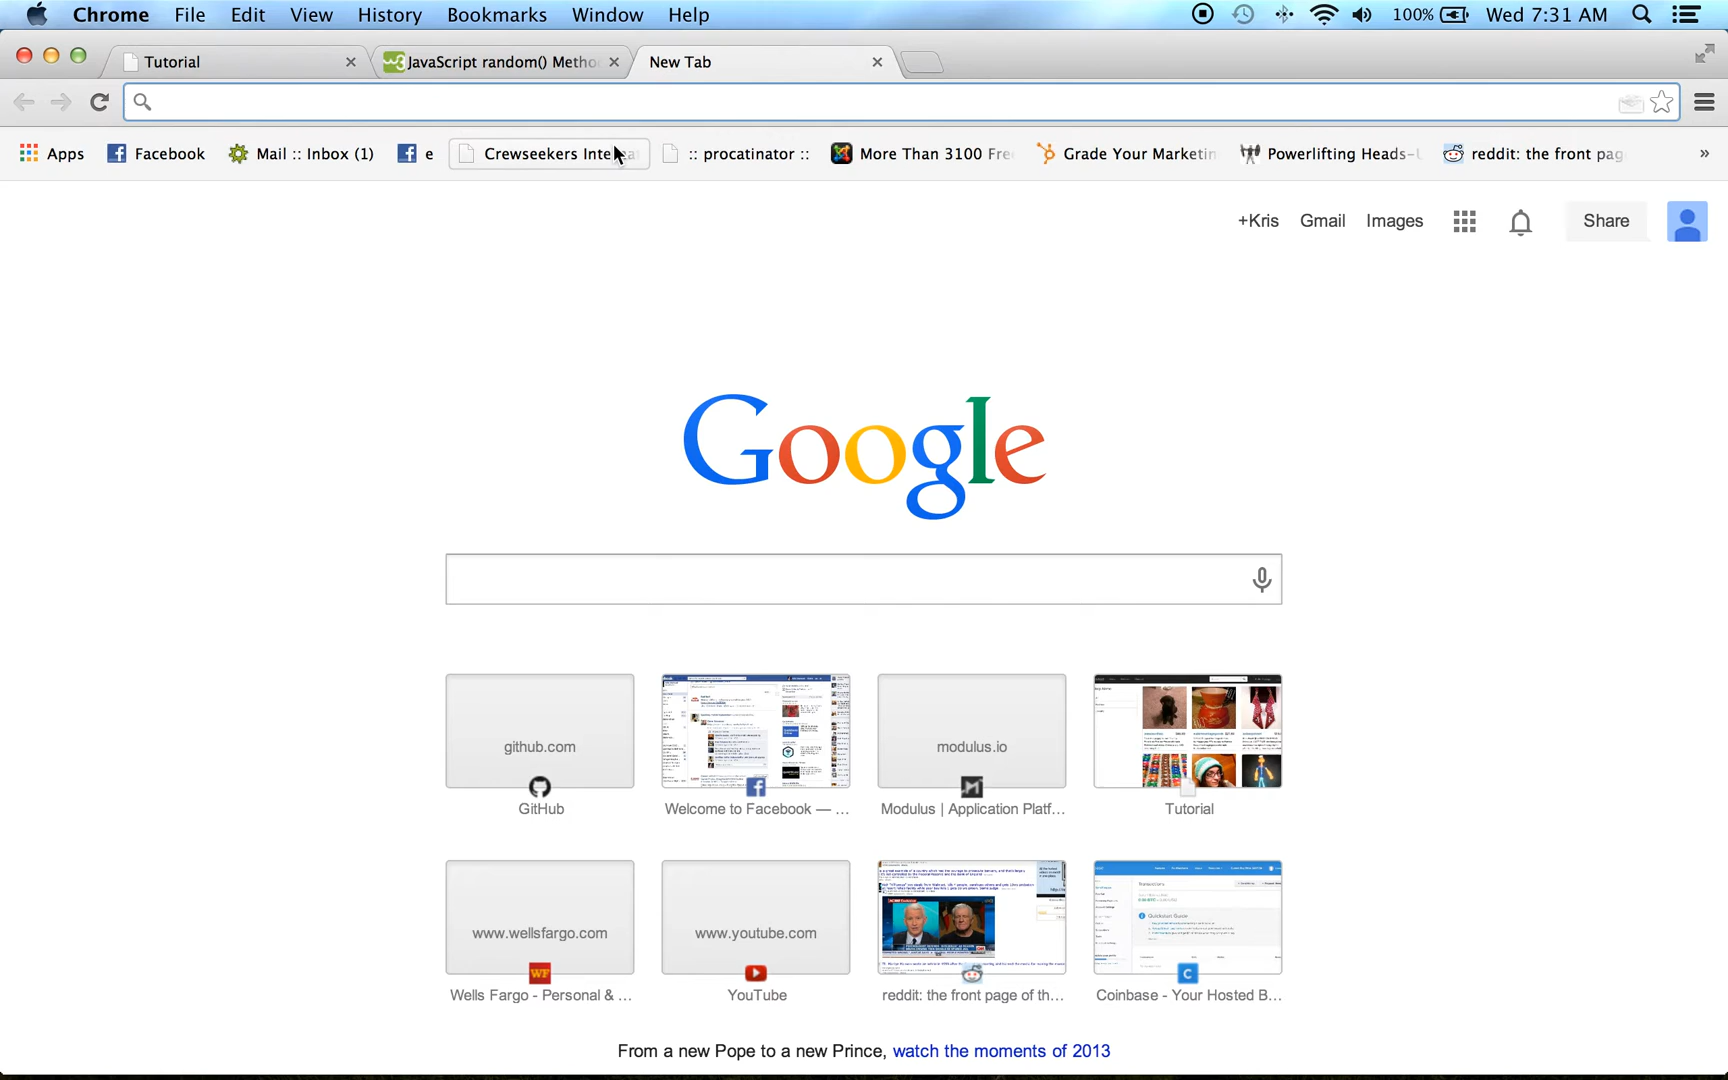 Chrome File Edit View History Bookmarks Window Help 100% Wed 7:31 AM
Tutorial JavaScript random() Metho New Tab
Apps Facebook Mail :: Inbox (1) e Crewseekers Inte :: procatinator :: More Than 3100 Fre Grade Your Marketin Powerlifting Heads- reddit: the front pag »
+Kris Gmail Images Share
Google
github.com modulus.io
GitHub Welcome to Facebook — ... Modulus | Application Platf... Tutorial
www.wellsfargo.com www.youtube.com
WF
Wells Fargo - Personal & ... YouTube reddit: the front page of th... Coinbase - Your Hosted B...
From a new Pope to a new Prince, watch the moments of 2013